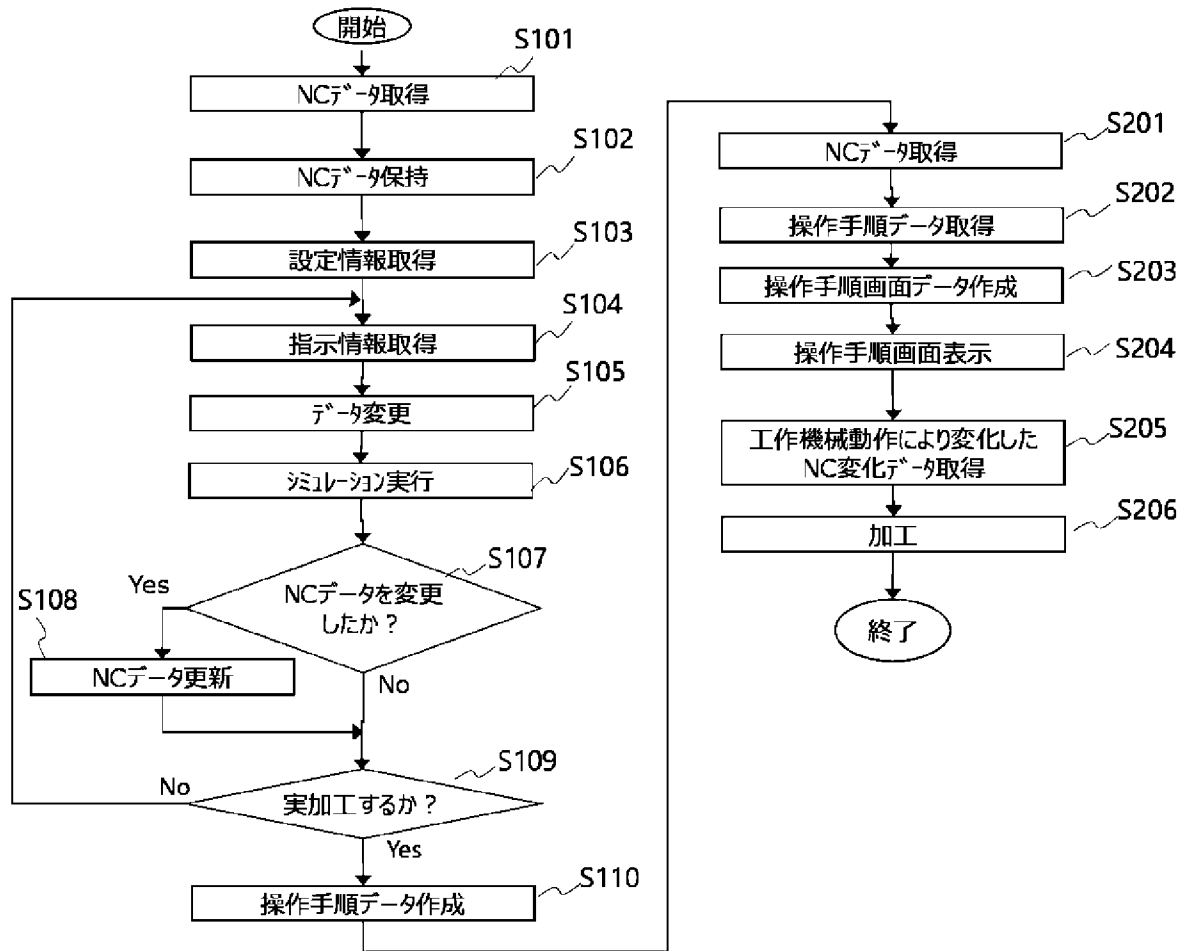 開始
S101
NCデータ取得
S102
NCデータ保持
S103
設定情報取得
S104
指示情報取得
S105
データ変更
S106
シミュレーション実行
S107
NCデータを変更
したか？
Yes
No
S108
NCデータ更新
S109
実加工するか？
No
Yes
S110
操作手順データ作成
S201
NCデータ取得
S202
操作手順データ取得
S203
操作手順画面データ作成
S204
操作手順画面表示
S205
工作機械動作により変化した
NC変化データ取得
S206
加工
終了